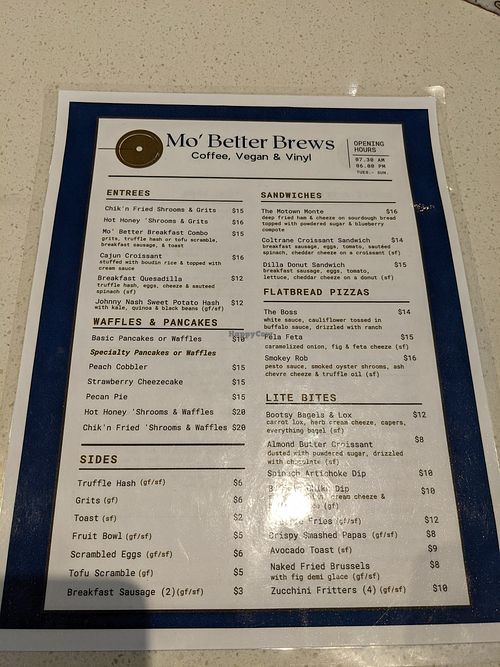 Mo' Better Brews
Coffee, Vegan & Vinyl
OPENING
HOURS
07.30 AM
06.00 PM
TUES.- SUN.
ENTREES
Chik'n Fried Shrooms & Grits $15
Hot Honey 'Shrooms & Grits $16
Mo' Better Breakfast Combo $15
grits, truffle hash or tofu scramble,
breakfast sausage, & toast
Cajun Croissant $16
stuffed with boudin rice & topped with
cream sauce
Breakfast Quesadilla $12
truffle hash, eggs, cheeze & sauteed
spinach (sf)
Johnny Nash Sweet Potato Hash $12
with kale, quinoa & black beans (gf/sf)
WAFFLES & PANCAKES
Basic Pancakes or Waffles $10
Specialty Pancakes or Waffles
Peach Cobbler $15
Strawberry Cheezecake $15
Pecan Pie $15
Hot Honey 'Shrooms & Waffles $20
Chik'n Fried 'Shrooms & Waffles $20
SIDES
Truffle Hash (gf/sf) $6
Grits (gf) $6
Toast (sf) $2
Fruit Bowl (gf/sf) $5
Scrambled Eggs (gf/sf) $6
Tofu Scramble (gf) $5
Breakfast Sausage (2)(gf/sf) $3
SANDWICHES
The Motown Monte $16
deep fried ham & cheeze on sourdough bread
topped with powdered sugar & blueberry
compote
Coltrane Croissant Sandwich $14
breakfast sausage, eggs, tomato, sautéed
spinach, cheddar cheeze on a croissant (sf)
Dilla Donut Sandwich $15
breakfast sausage, eggs, tomato,
lettuce, cheddar cheeze on a donut (sf)
FLATBREAD PIZZAS
The Boss $14
white sauce, cauliflower tossed in
buffalo sauce, drizzled with ranch
Fela Feta $15
caramelized onion, fig & feta cheeze (sf)
Smokey Rob $16
pesto sauce, smoked oyster shrooms, ash
chevre cheeze & truffle oil (sf)
LITE BITES
Bootsy Bagels & Lox $12
carrot lox, herb cream cheeze, capers,
everything bagel (sf)
Almond Butter Croissant $8
dusted with powdered sugar, drizzled
with chocolate (sf)
Spinach Artichoke Dip $10
Dip $10
cream cheeze &
(gf)
Fries (gf/sf) $12
Crispy Smashed Papas (gf/sf) $8
Avocado Toast (sf) $9
Naked Fried Brussels $8
with fig demi glace (gf/sf)
Zucchini Fritters (4) (gf/sf) $10
HappyCow